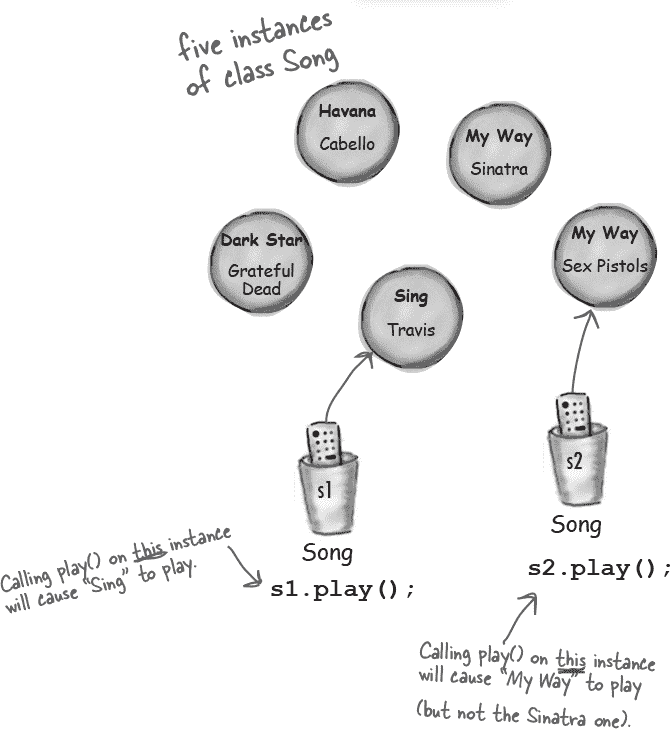 five instances
of class Song
Havana
Cabello
My Way
Sinatra
Dark Star
Grateful
Dead
My Way
Sex Pistols
Sing
Travis
s1
Song
s2
Song
Calling play() on this instance
will cause "Sing" to play.
s1.play();
s2.play();
Calling play() on this instance
will cause "My Way" to play
(but not the Sinatra one).